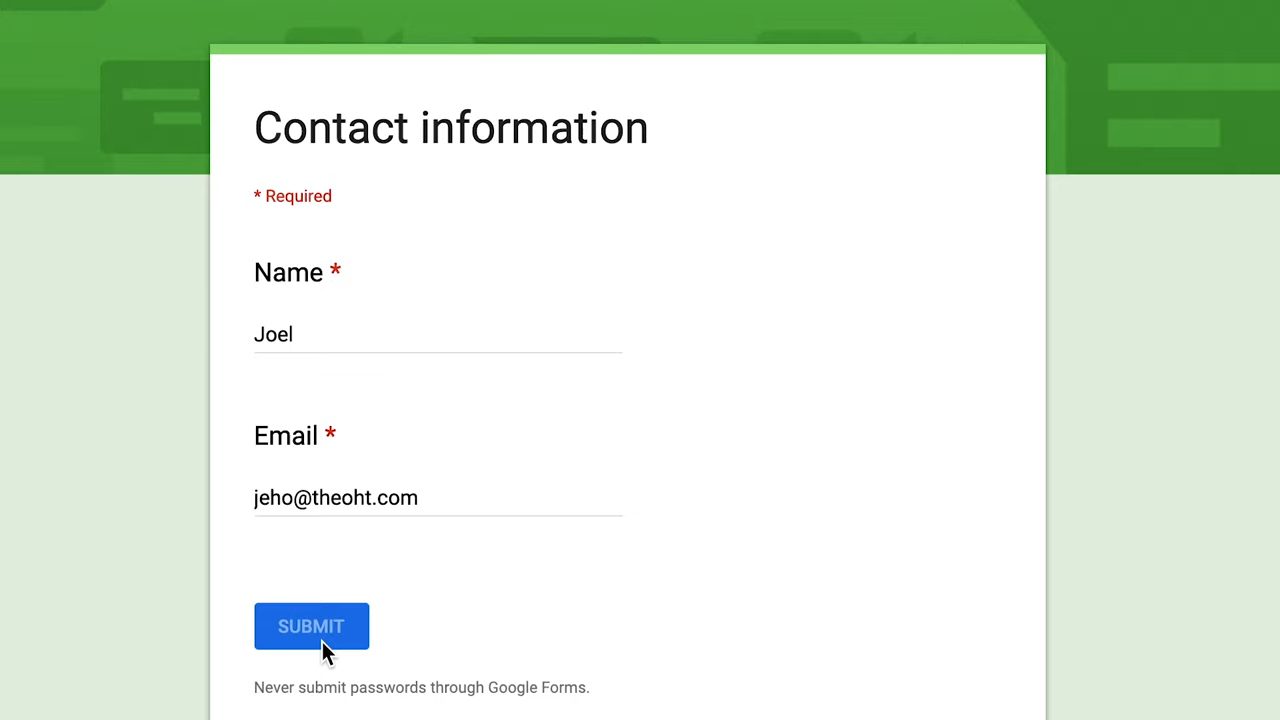 Contact information
* Required
Name *
Joel
Email *
jeho@theoht.com
SUBMIT
Never submit passwords through Google Forms.